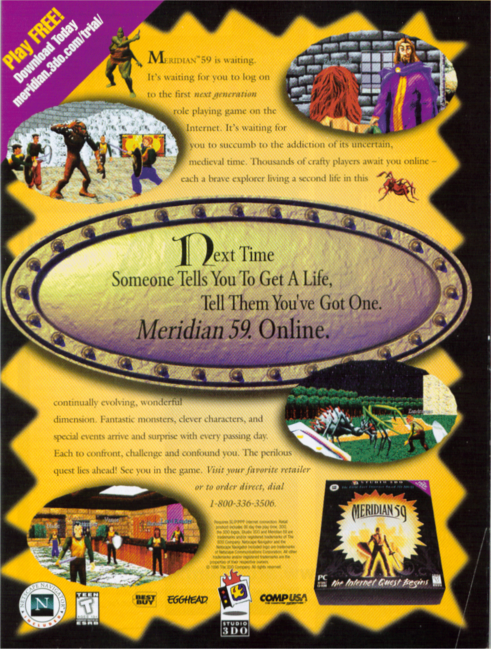 Play FREE!
Download Today
meridian.3do.com/trial/
MERIDIAN™59 is waiting.
It's waiting for you to log on
to the first next generation
role playing game on the
Internet. It's waiting for
you to succumb to the addiction of its uncertain,
medieval time. Thousands of crafty players await you online –
each a brave explorer living a second life in this
Next Time
Someone Tells You To Get A Life,
Tell Them You've Got One.
Meridian 59. Online.
continually evolving, wonderful
dimension. Fantastic monsters, clever characters, and
special events arrive and surprise with every passing day.
Each to confront, challenge and confound you. The perilous
quest lies ahead! See you in the game. Visit your favorite retailer
or to order direct, dial
1-800-336-3506.
STUDIO 3DO
MERIDIAN 59
PC
The Internet Quest Begins
N
TEEN
T
ESRB
BEST
BUY
EGGHEAD
STUDIO
3DO
COMPUSA